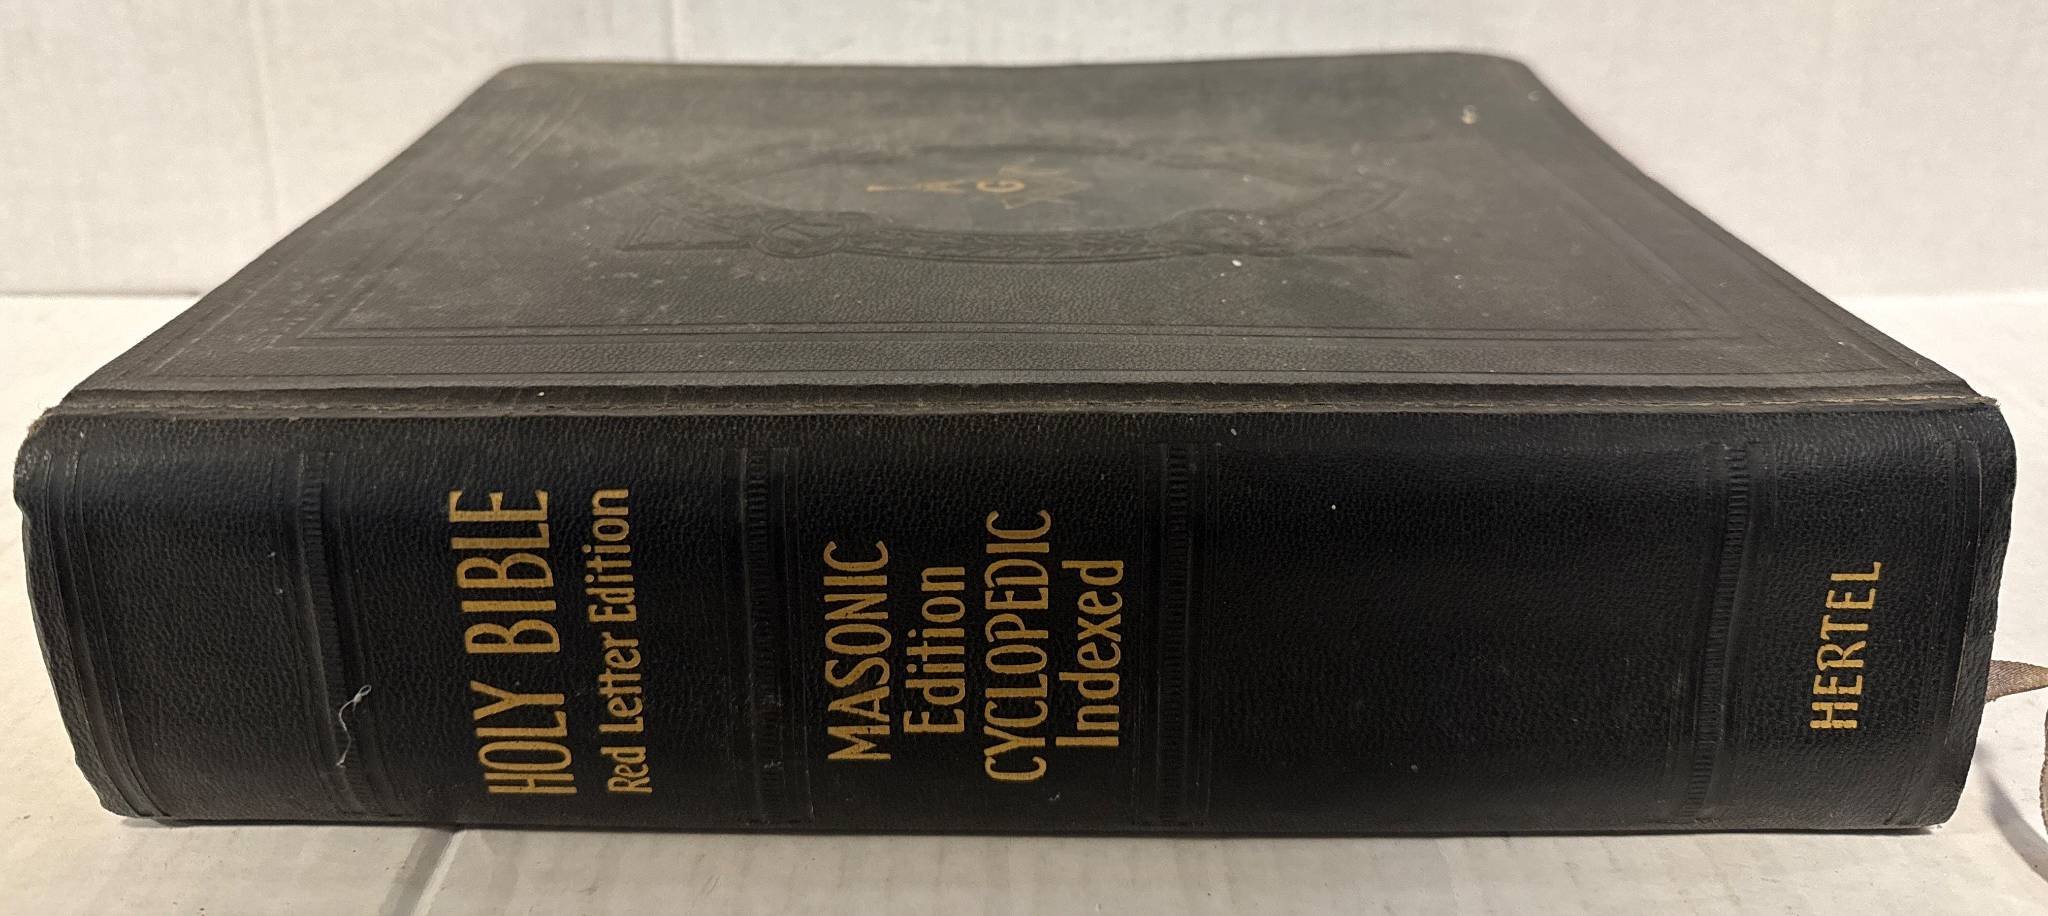 HOLY BIBLE
Red Letter Edition
MASONIC
Edition
CYCLOPEDIC
Indexed
HERTEL
G